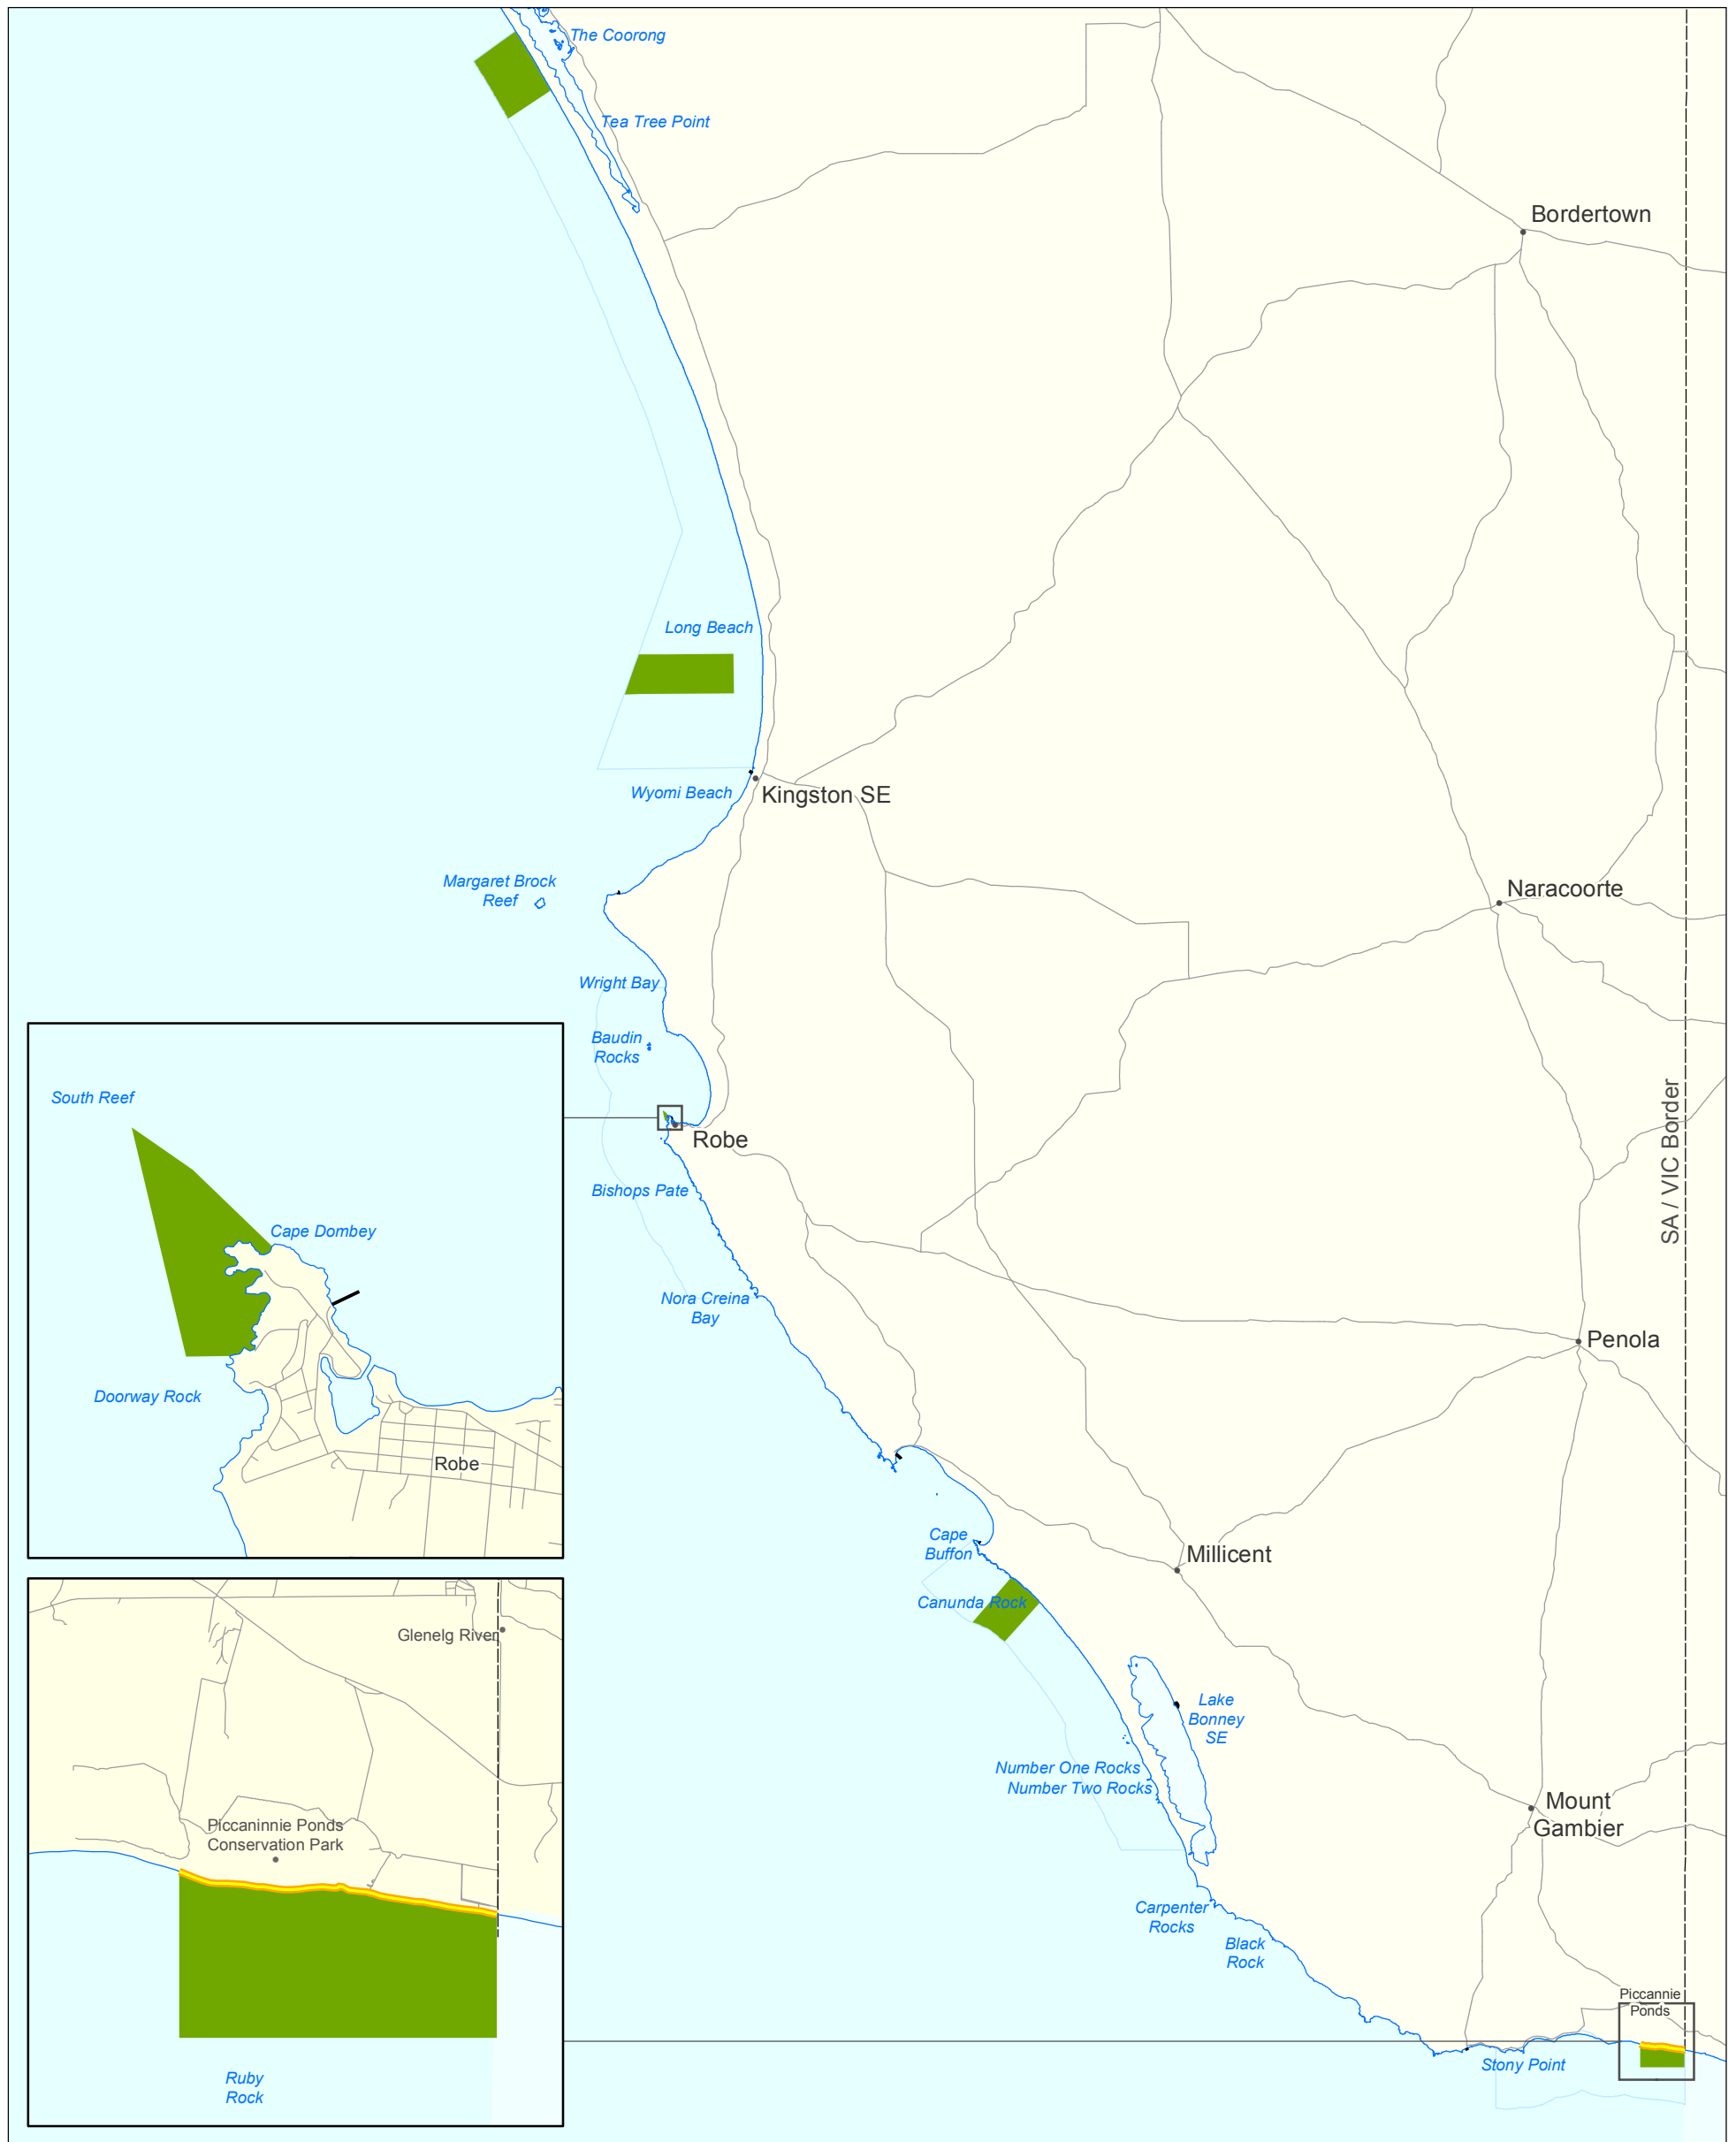 The Coorong
Tea Tree Point
Bordertown
Long Beach
Wyomi Beach
Kingston SE
Margaret Brock
Reef
Naracoorte
Wright Bay
Baudin
Rocks
Robe
SA / VIC Border
Bishops Pate
Nora Creina
Bay
Penola
South Reef
Cape Dombey
Doorway Rock
Robe
Cape
Buffon
Millicent
Canunda Rock
Lake
Bonney
SE
Number One Rocks
Number Two Rocks
Mount
Gambier
Carpenter
Rocks
Black
Rock
Piccannie
Ponds
Stony Point
Glenelg River
Piccaninnie Ponds
Conservation Park
Ruby
Rock